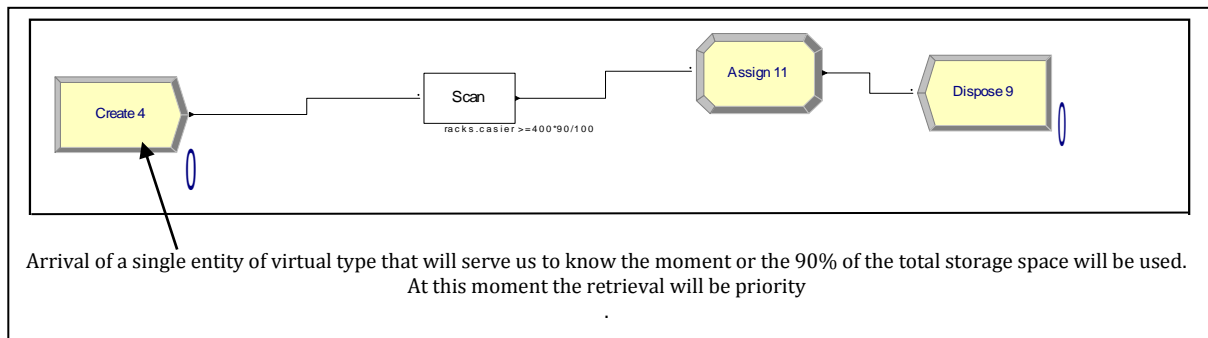 Create 4
Scan
racks.casier >=400*90/100
Assign 11
Dispose 9
0
0
Arrival of a single entity of virtual type that will serve us to know the moment or the 90% of the total storage space will be used.
At this moment the retrieval will be priority
.